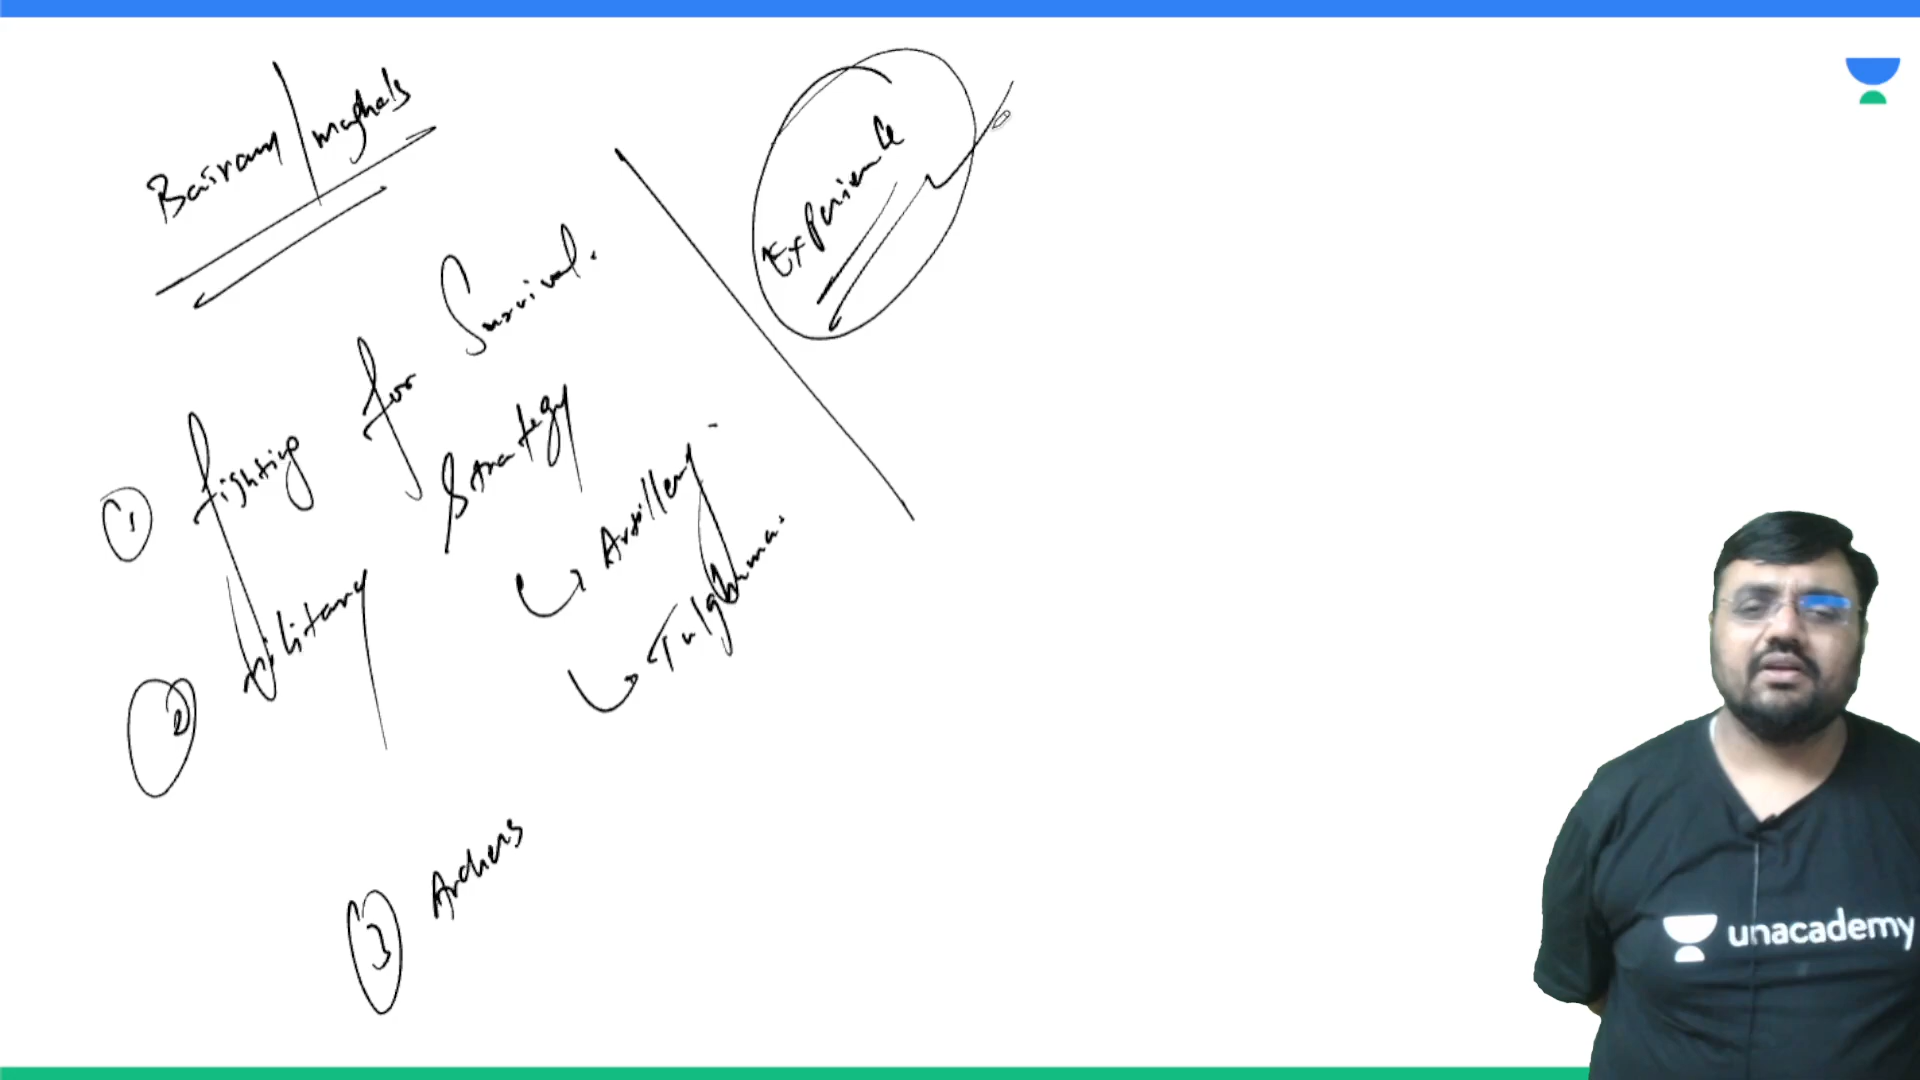 Bairam/mughals
① fighting for Survival.
② Military Strategy
Artillery.
Tulghuma.
③ Archers
Experience
unacademy